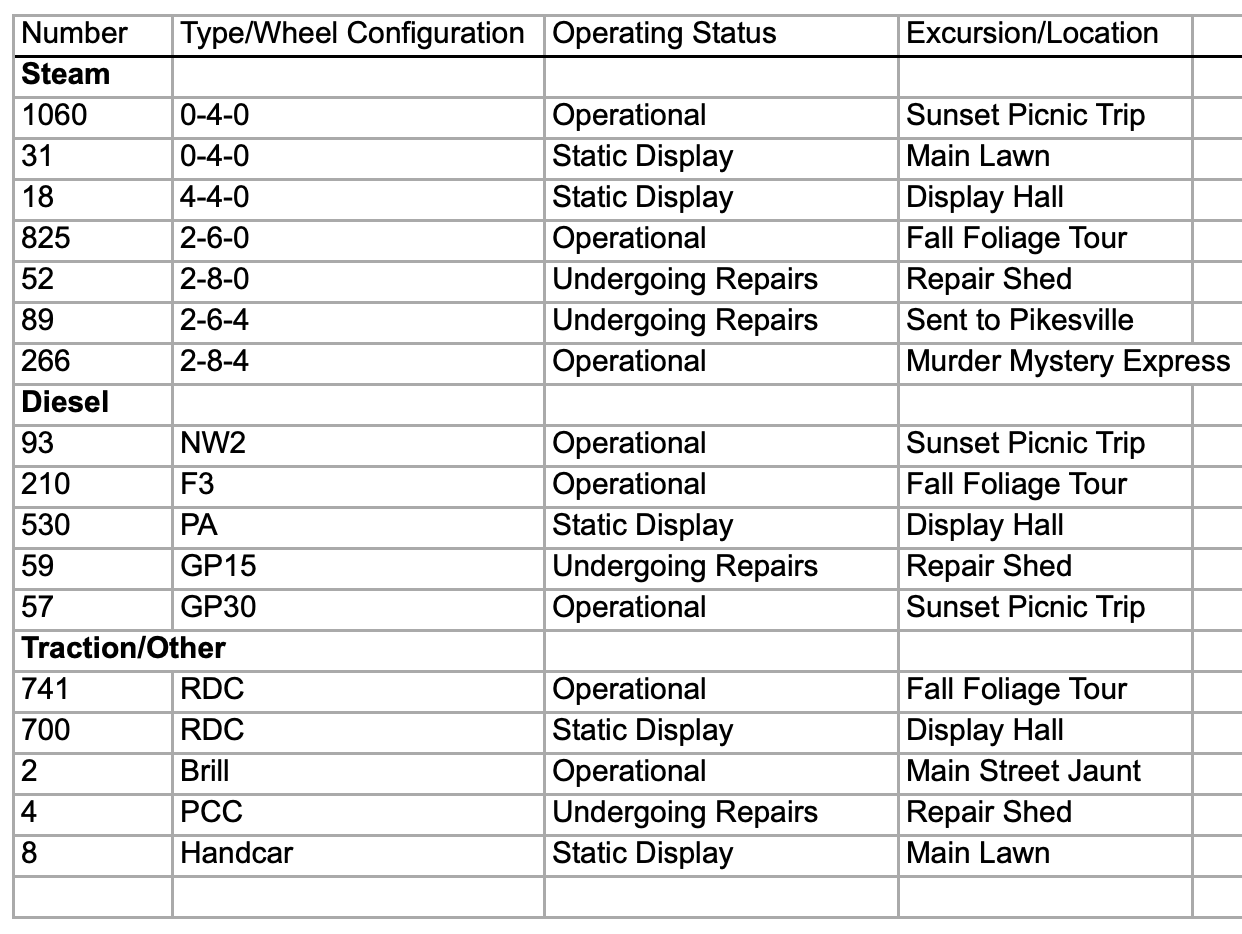 Number Type/Wheel Configuration Operating Status Excursion/Location
Steam
1060 0-4-0 Operational Sunset Picnic Trip
31 0-4-0 Static Display Main Lawn
18 4-4-0 Static Display Display Hall
825 2-6-0 Operational Fall Foliage Tour
52 2-8-0 Undergoing Repairs Repair Shed
89 2-6-4 Undergoing Repairs Sent to Pikesville
266 2-8-4 Operational Murder Mystery Express
Diesel
93 NW2 Operational Sunset Picnic Trip
210 F3 Operational Fall Foliage Tour
530 PA Static Display Display Hall
59 GP15 Undergoing Repairs Repair Shed
57 GP30 Operational Sunset Picnic Trip
Traction/Other
741 RDC Operational Fall Foliage Tour
700 RDC Static Display Display Hall
2 Brill Operational Main Street Jaunt
4 PCC Undergoing Repairs Repair Shed
8 Handcar Static Display Main Lawn